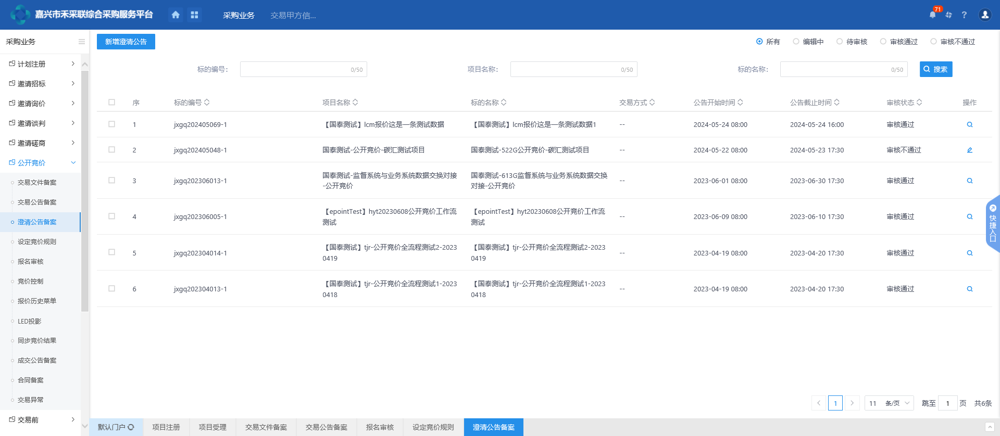 嘉兴市禾采联综合采购服务平台
采购业务
交易甲方信...
71
采购业务
新增澄清公告
所有
编辑中
待审核
审核通过
审核不通过
计划注册
邀请招标
邀请询价
邀请谈判
邀请磋商
公开竞价
交易文件备案
交易公告备案
澄清公告备案
设定竞价规则
报名审核
竞价控制
报价历史菜单
LED投影
同步竞价结果
成交公告备案
合同备案
交易异常
交易前
标的编号：
0/50
项目名称：
0/50
标的名称：
0/50
搜索
序 标的编号 项目名称 标的名称 交易方式 公告开始时间 公告截止时间 审核状态 操作
1 jxgq202405069-1 【国泰测试】lcm报价这是一条测试数据 【国泰测试】lcm报价这是一条测试数据1 -- 2024-05-24 08:00 2024-05-24 16:00 审核通过
2 jxgq202405048-1 国泰测试-公开竞价-碳汇测试项目 国泰测试-522G公开竞价-碳汇测试项目 -- 2024-05-22 08:00 2024-05-23 17:30 审核不通过
国泰测试-监督系统与业务系统数据交换对接 国泰测试-613G监督系统与业务系统数据交换
3 jxgq202306013-1 -- 2023-06-01 08:00 2023-06-30 17:30 审核通过
-公开竞价 对接-公开竞价
【epointTest】hyt20230608公开竞价工作流 【epointTest】hyt20230608公开竞价工作流
4 jxgq202306005-1 -- 2023-06-09 08:00 2023-06-10 17:30 审核通过
测试 测试
【国泰测试】tjr-公开竞价全流程测试2-2023 【国泰测试】tjr-公开竞价全流程测试2-2023
5 jxgq202304014-1 -- 2023-04-19 08:00 2023-04-20 17:30 审核通过
0419 0419
【国泰测试】tjr-公开竞价全流程测试1-2023 【国泰测试】tjr-公开竞价全流程测试1-2023
6 jxgq202304013-1 -- 2023-04-19 08:00 2023-04-20 17:30 审核通过
0418 0418
快捷入口
1
11 条/页
跳至 1 页 共6条
默认门户
项目注册
项目受理
交易文件备案
交易公告备案
报名审核
设定竞价规则
澄清公告备案